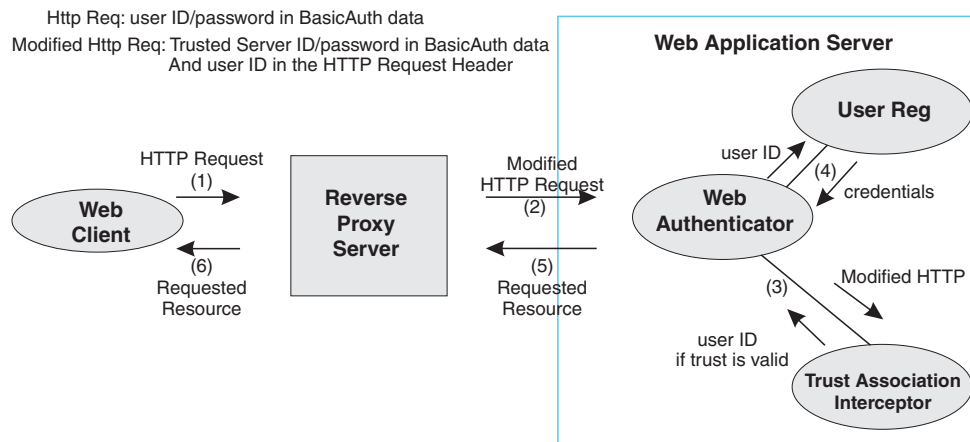 Http Req: user ID/password in BasicAuth data
Modified Http Req: Trusted Server ID/password in BasicAuth data
And user ID in the HTTP Request Header
Web Application Server
User Reg
user ID
(4)
credentials
HTTP Request
(1)
Modified
HTTP Request
(2)
Web
Client
Reverse
Proxy
Server
Web
Authenticator
(6)
Requested
Resource
(5)
Requested
Resource
(3)
Modified HTTP
user ID
if trust is valid
Trust Association
Interceptor